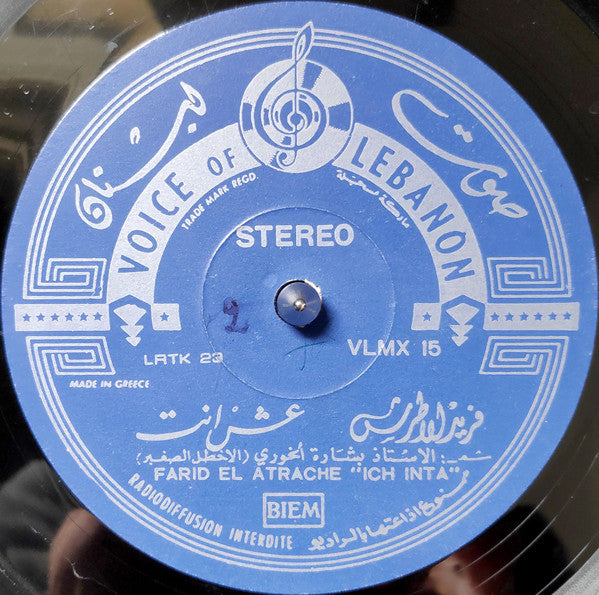 صوت لبنان
VOICE OF LEBANON
TRADE MARK REGD.
ماركة مسجلة
STEREO
2
LRTK 23
VLMX 15
MADE IN GREECE
فريد الاطرش
عش انت
شعر: الاستاذ بشارة الخوري (الاخطل الصغير)
FARID EL ATRACHE "ICH INTA"
BIEM
RADIODIFFUSION INTERDITE
ممنوع اذاعتها بالراديو